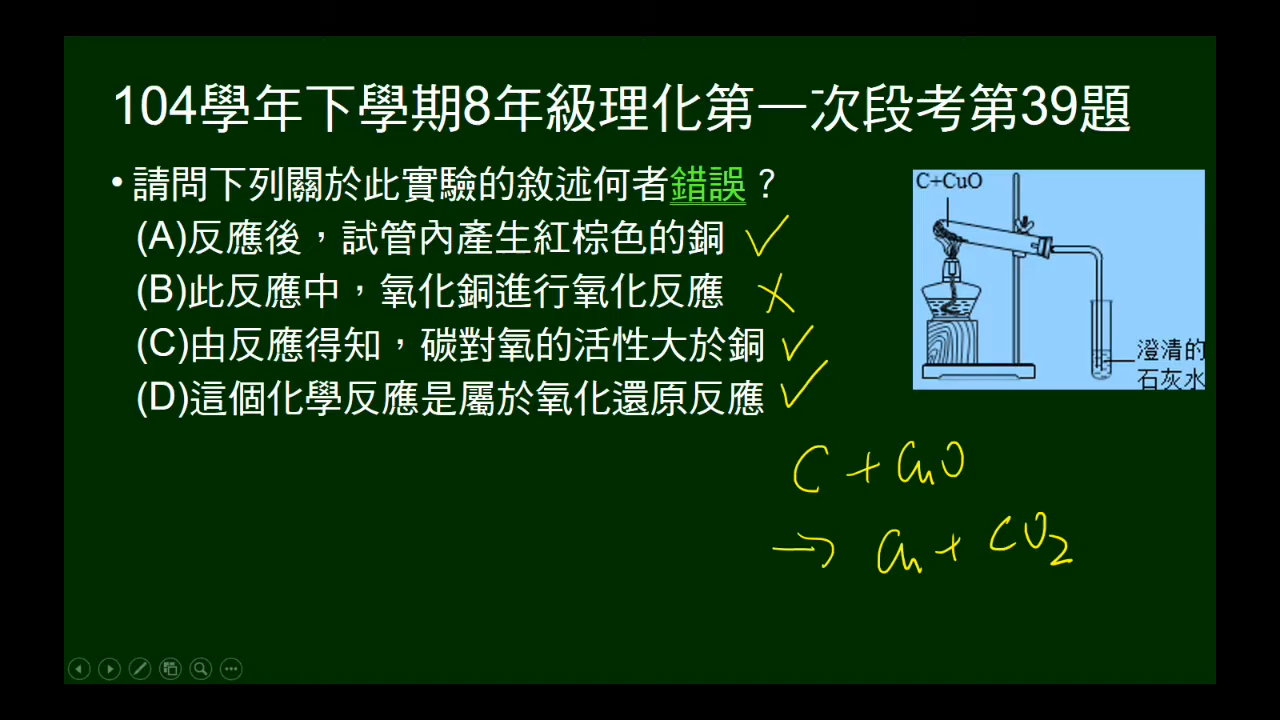 104學年下學期8年級理化第一次段考第39題
•請問下列關於此實驗的敘述何者錯誤？
(A)反應後，試管內產生紅棕色的銅 ✓
(B)此反應中，氧化銅進行氧化反應 ✗
(C)由反應得知，碳對氧的活性大於銅 ✓
(D)這個化學反應是屬於氧化還原反應 ✓
C+CuO
澄清的
石灰水
C + CuO
→ Cu + CO2